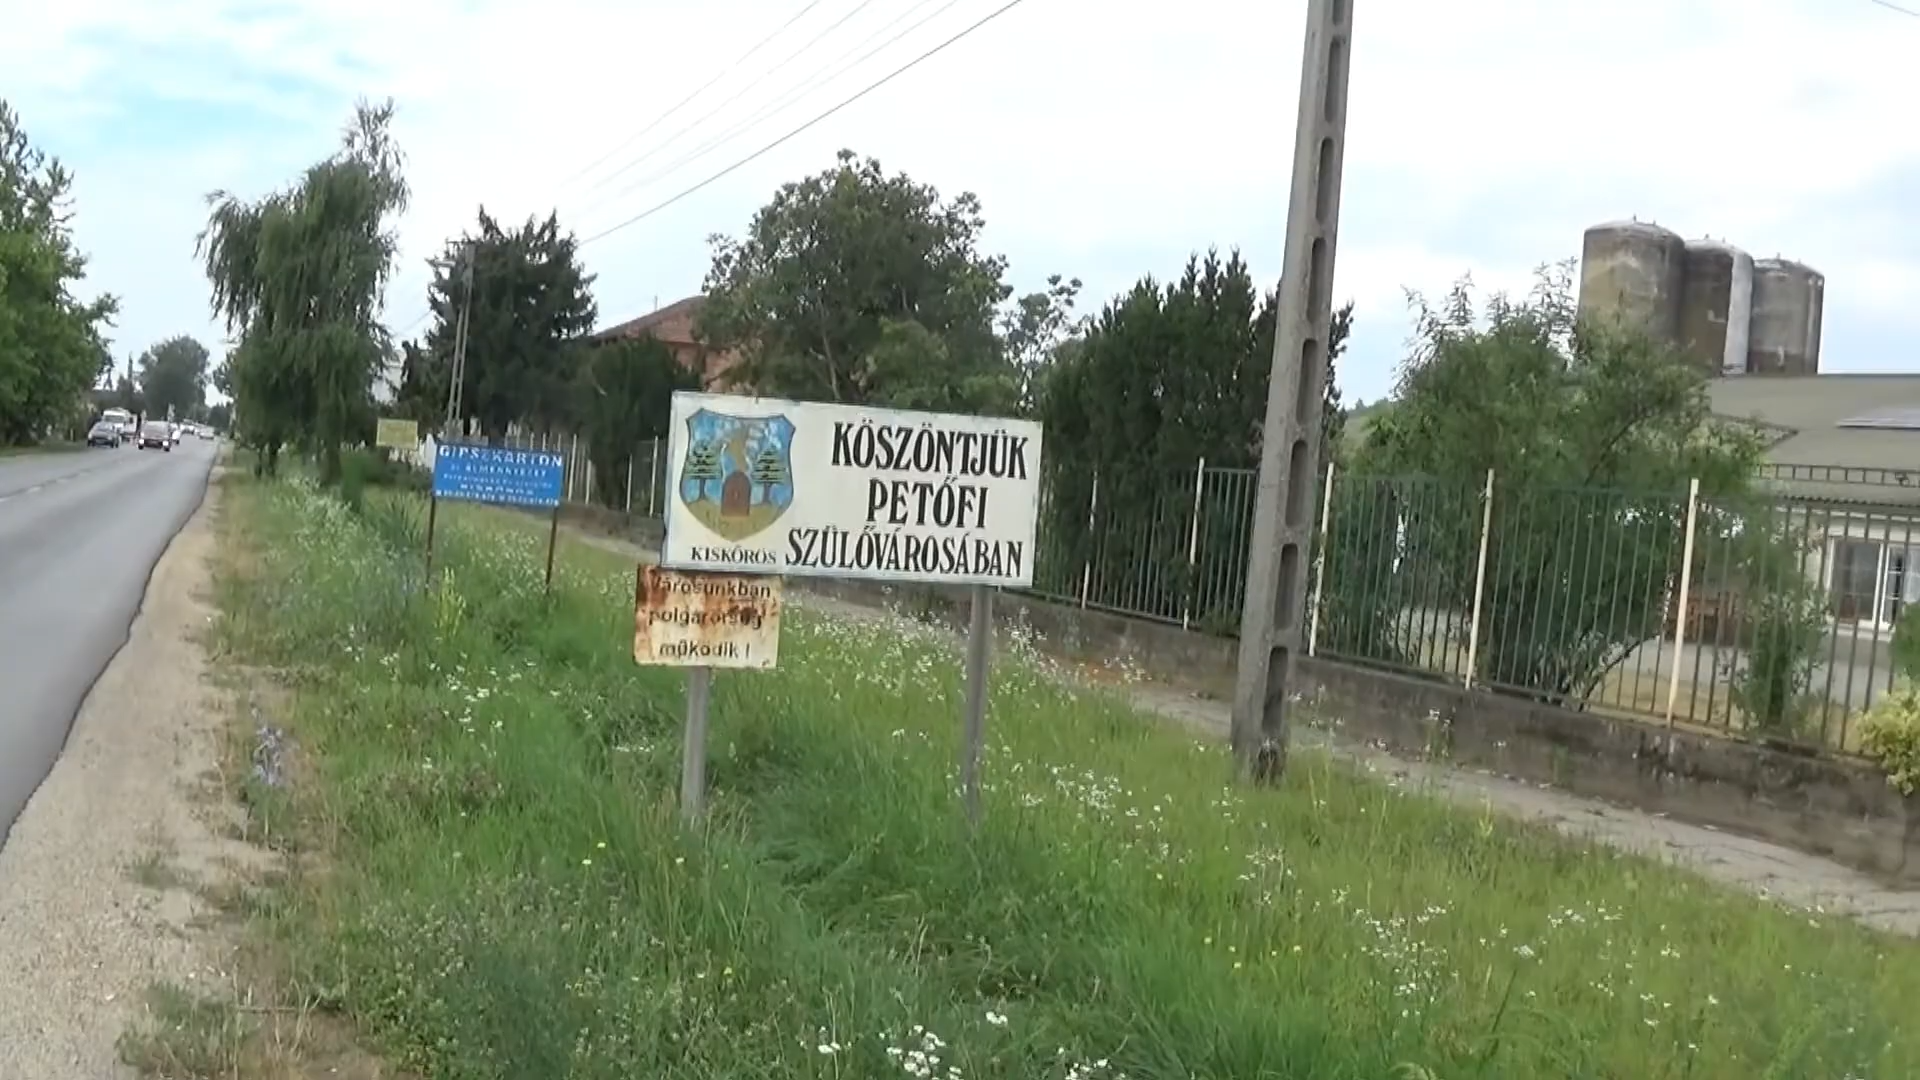 KÖSZÖNTJÜK
PETŐFI
SZÜLŐVÁROSÁBAN
KISKŐRÖS
Városunkban
polgárőrség
működik!
GIPSZKARTON